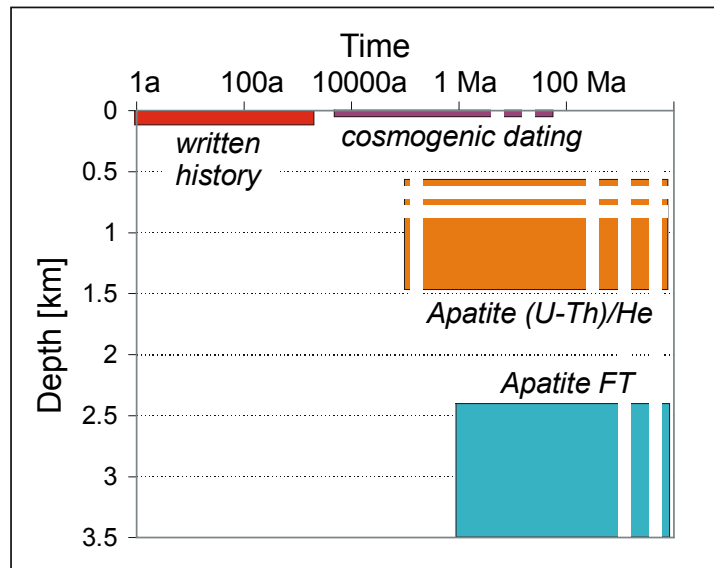 Time
1a 100a 10000a 1 Ma 100 Ma
0
written
history
cosmogenic dating
0.5
1
1.5
Apatite (U-Th)/He
2
Apatite FT
2.5
3
3.5
Depth [km]